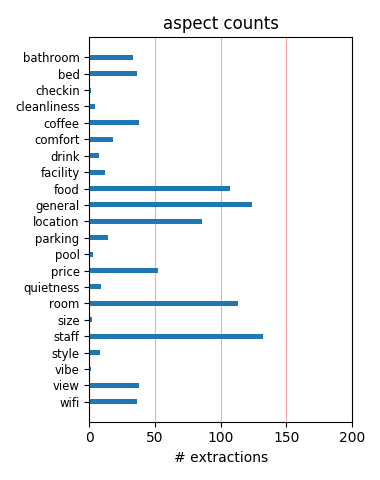 aspect counts
bathroom
bed
checkin
cleanliness
coffee
comfort
drink
facility
food
general
location
parking
pool
price
quietness
room
size
staff
style
vibe
view
wifi
0 50 100 150 200
# extractions